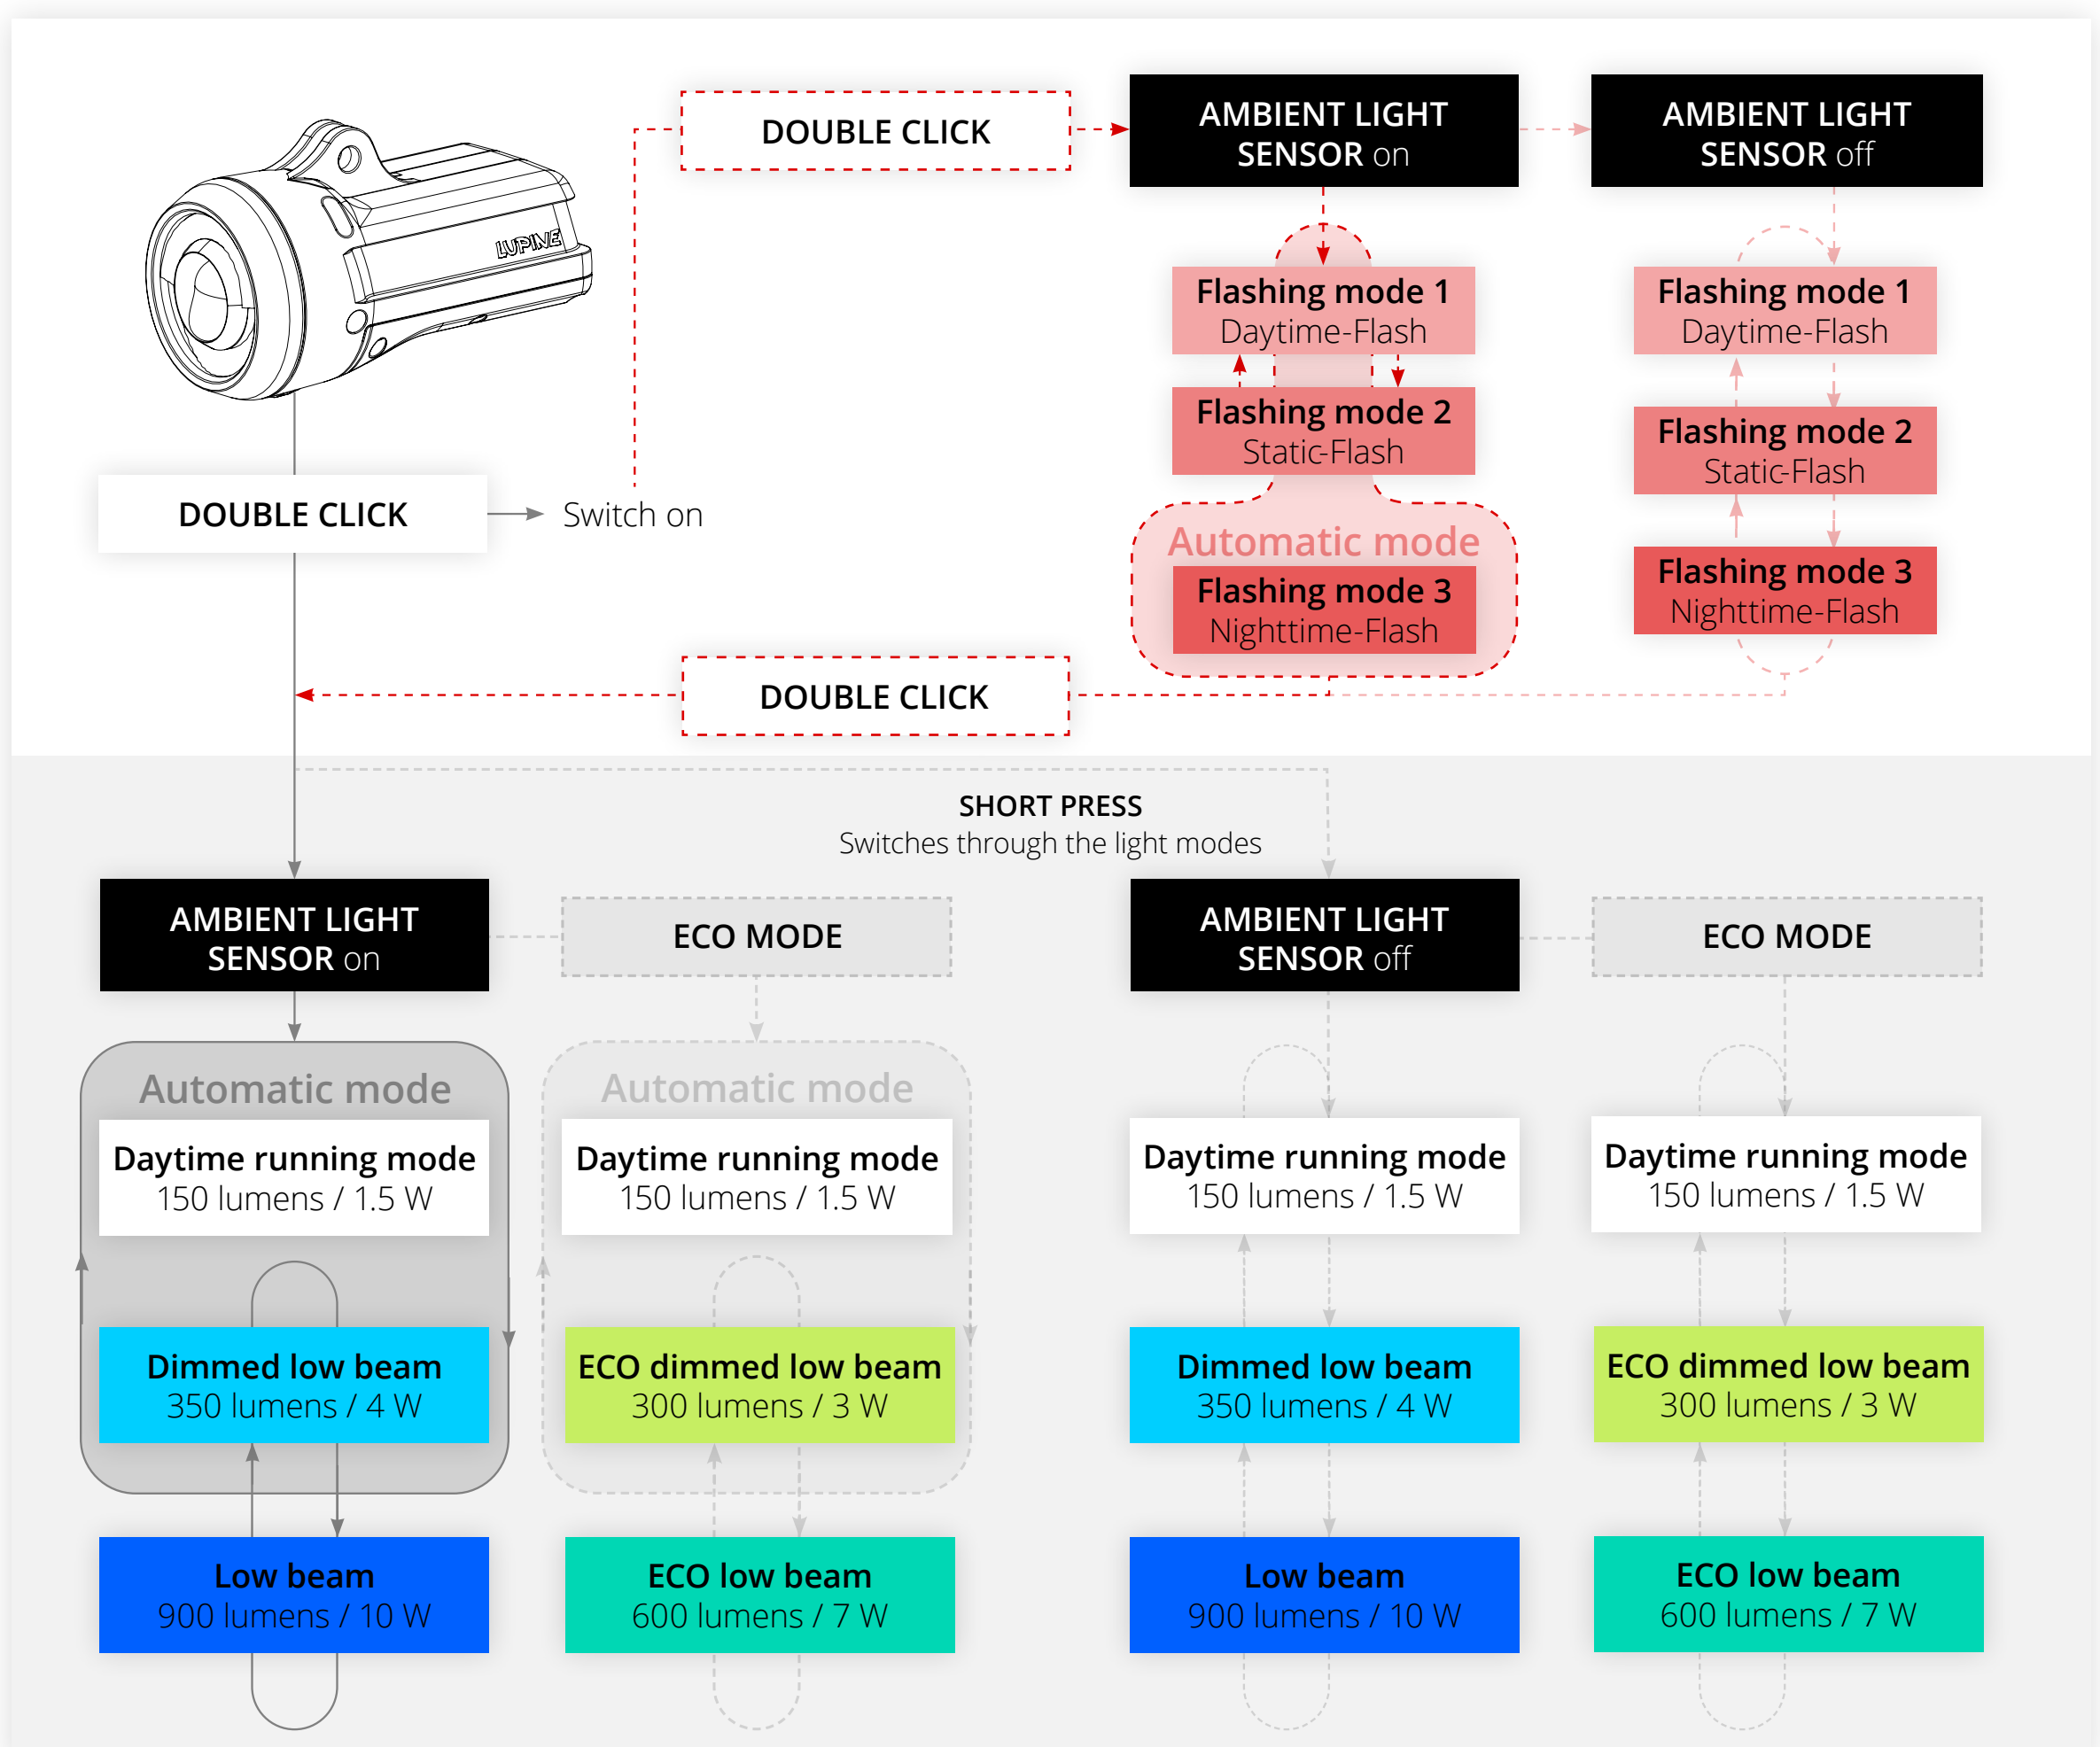 LUPINE
DOUBLE CLICK
AMBIENT LIGHT
SENSOR on
AMBIENT LIGHT
SENSOR off
Flashing mode 1
Daytime-Flash
Flashing mode 2
Static-Flash
Automatic mode
Flashing mode 3
Nighttime-Flash
Flashing mode 1
Daytime-Flash
Flashing mode 2
Static-Flash
Flashing mode 3
Nighttime-Flash
DOUBLE CLICK
Switch on
DOUBLE CLICK
SHORT PRESS
Switches through the light modes
AMBIENT LIGHT
SENSOR on
Automatic mode
Daytime running mode
150 lumens / 1.5 W
Dimmed low beam
350 lumens / 4 W
Low beam
900 lumens / 10 W
ECO MODE
Automatic mode
Daytime running mode
150 lumens / 1.5 W
ECO dimmed low beam
300 lumens / 3 W
ECO low beam
600 lumens / 7 W
AMBIENT LIGHT
SENSOR off
Daytime running mode
150 lumens / 1.5 W
Dimmed low beam
350 lumens / 4 W
Low beam
900 lumens / 10 W
ECO MODE
Daytime running mode
150 lumens / 1.5 W
ECO dimmed low beam
300 lumens / 3 W
ECO low beam
600 lumens / 7 W